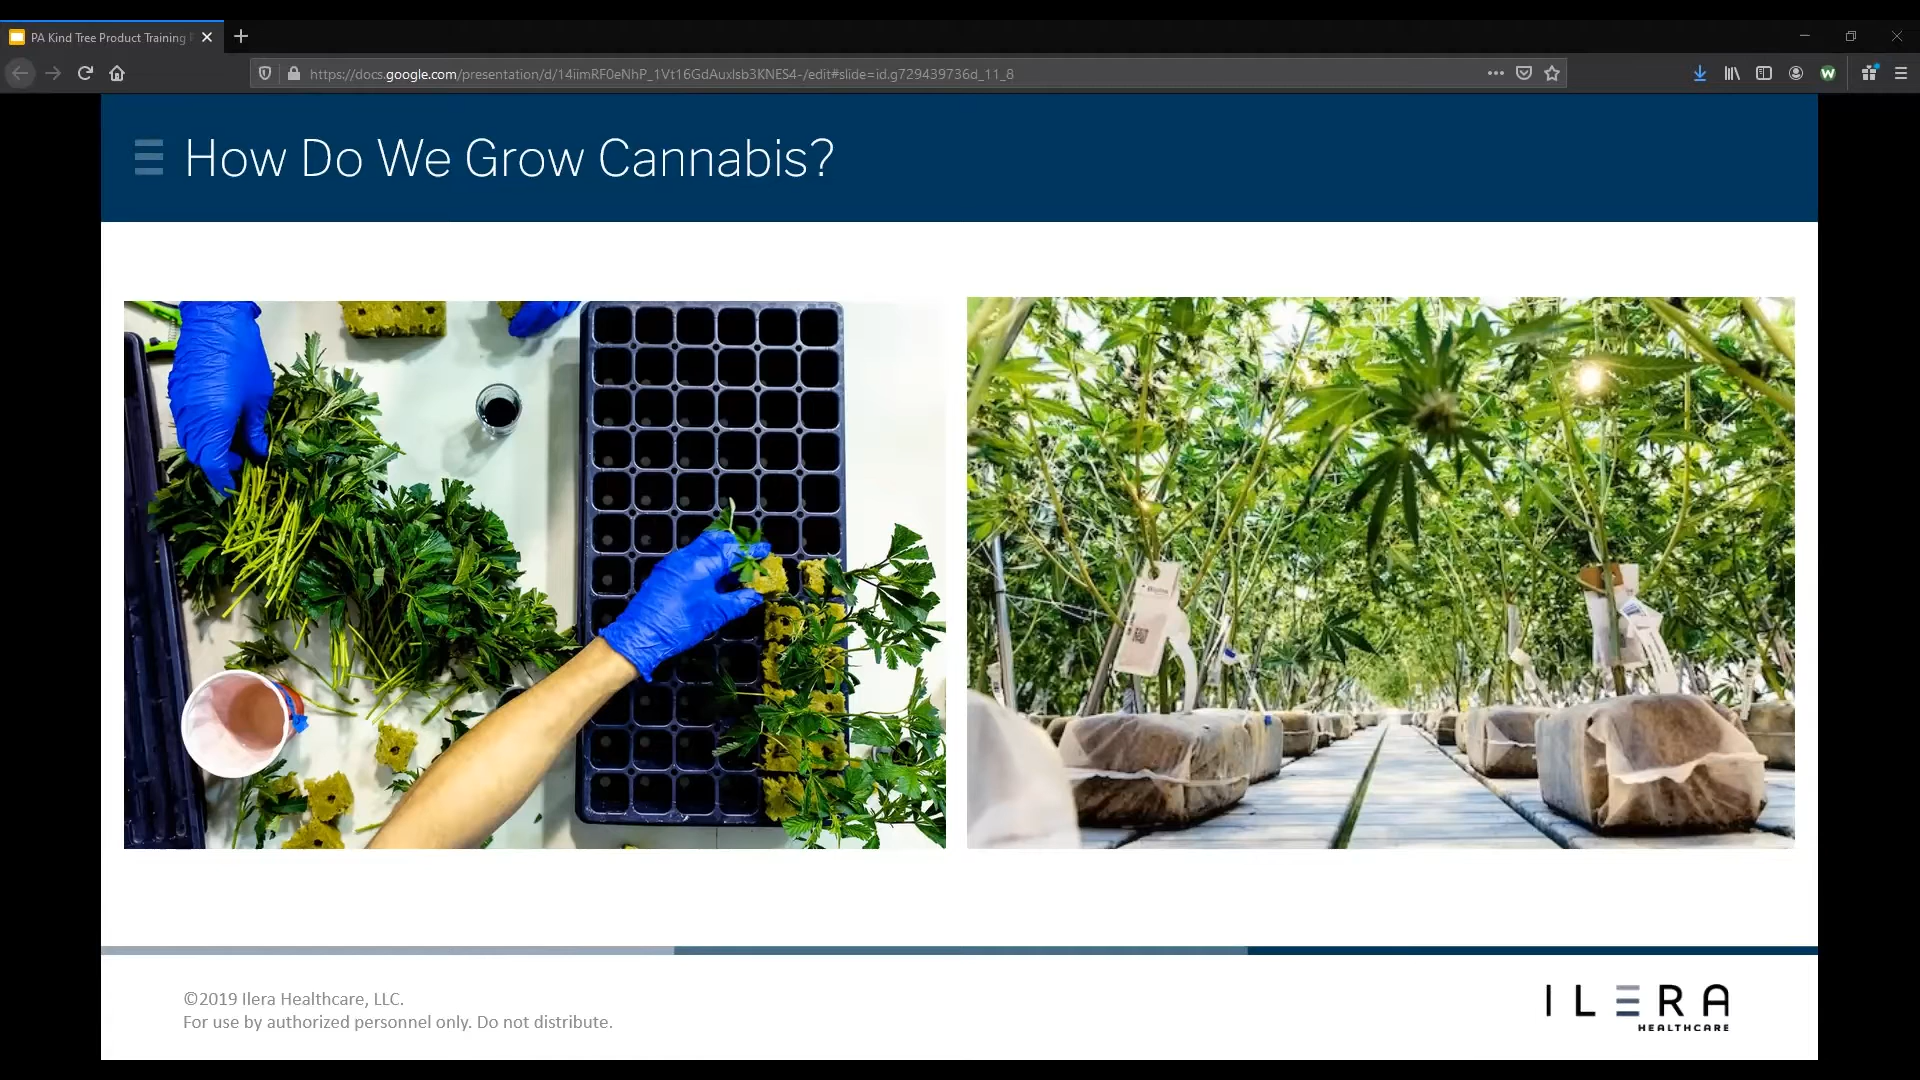 PA Kind Tree Product Training
https://docs.google.com/presentation/d/14iimRF0eNhP_1Vt16GdAuxlsb3KNES4-/edit#slide=id.g729439736d_11_8
How Do We Grow Cannabis?
©2019 Ilera Healthcare, LLC.
For use by authorized personnel only. Do not distribute.
ILERA
HEALTHCARE